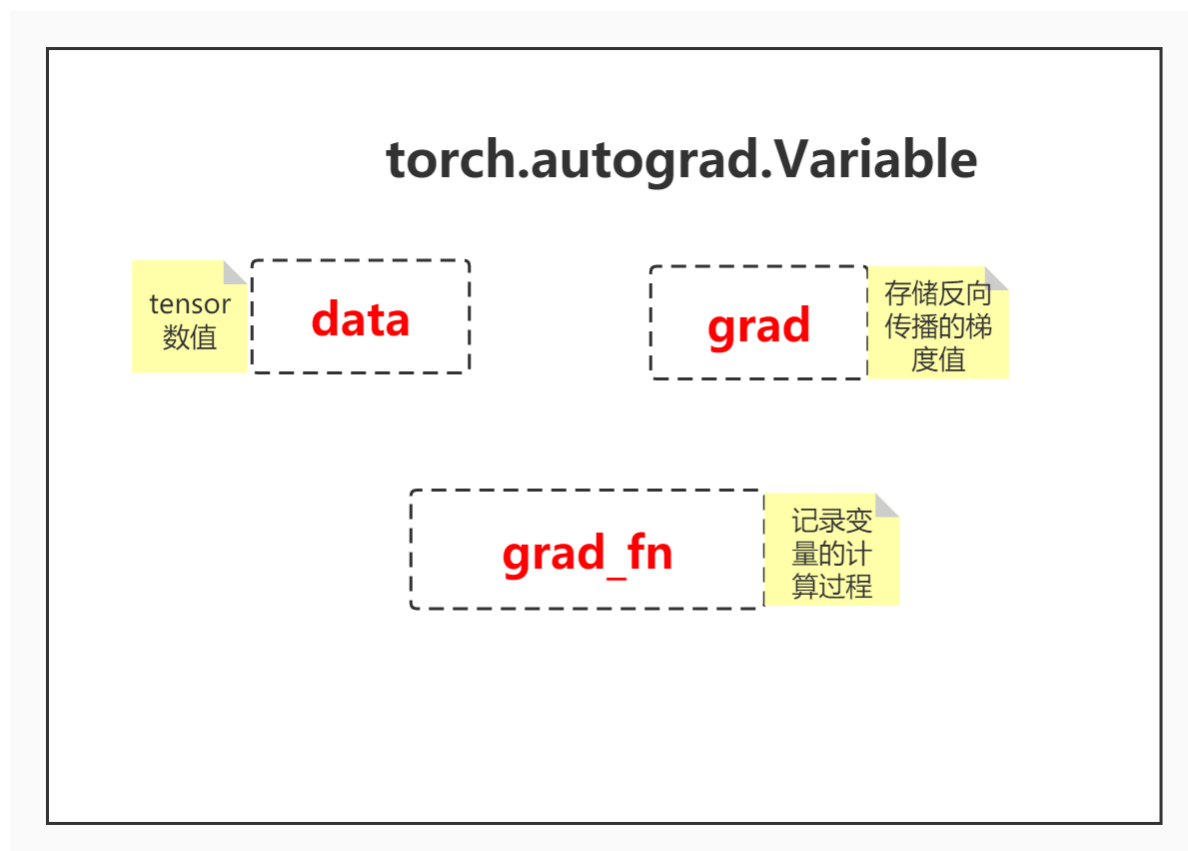 torch.autograd.Variable
tensor
数值
data
grad
存储反向
传播的梯
度值
grad_fn
记录变
量的计
算过程